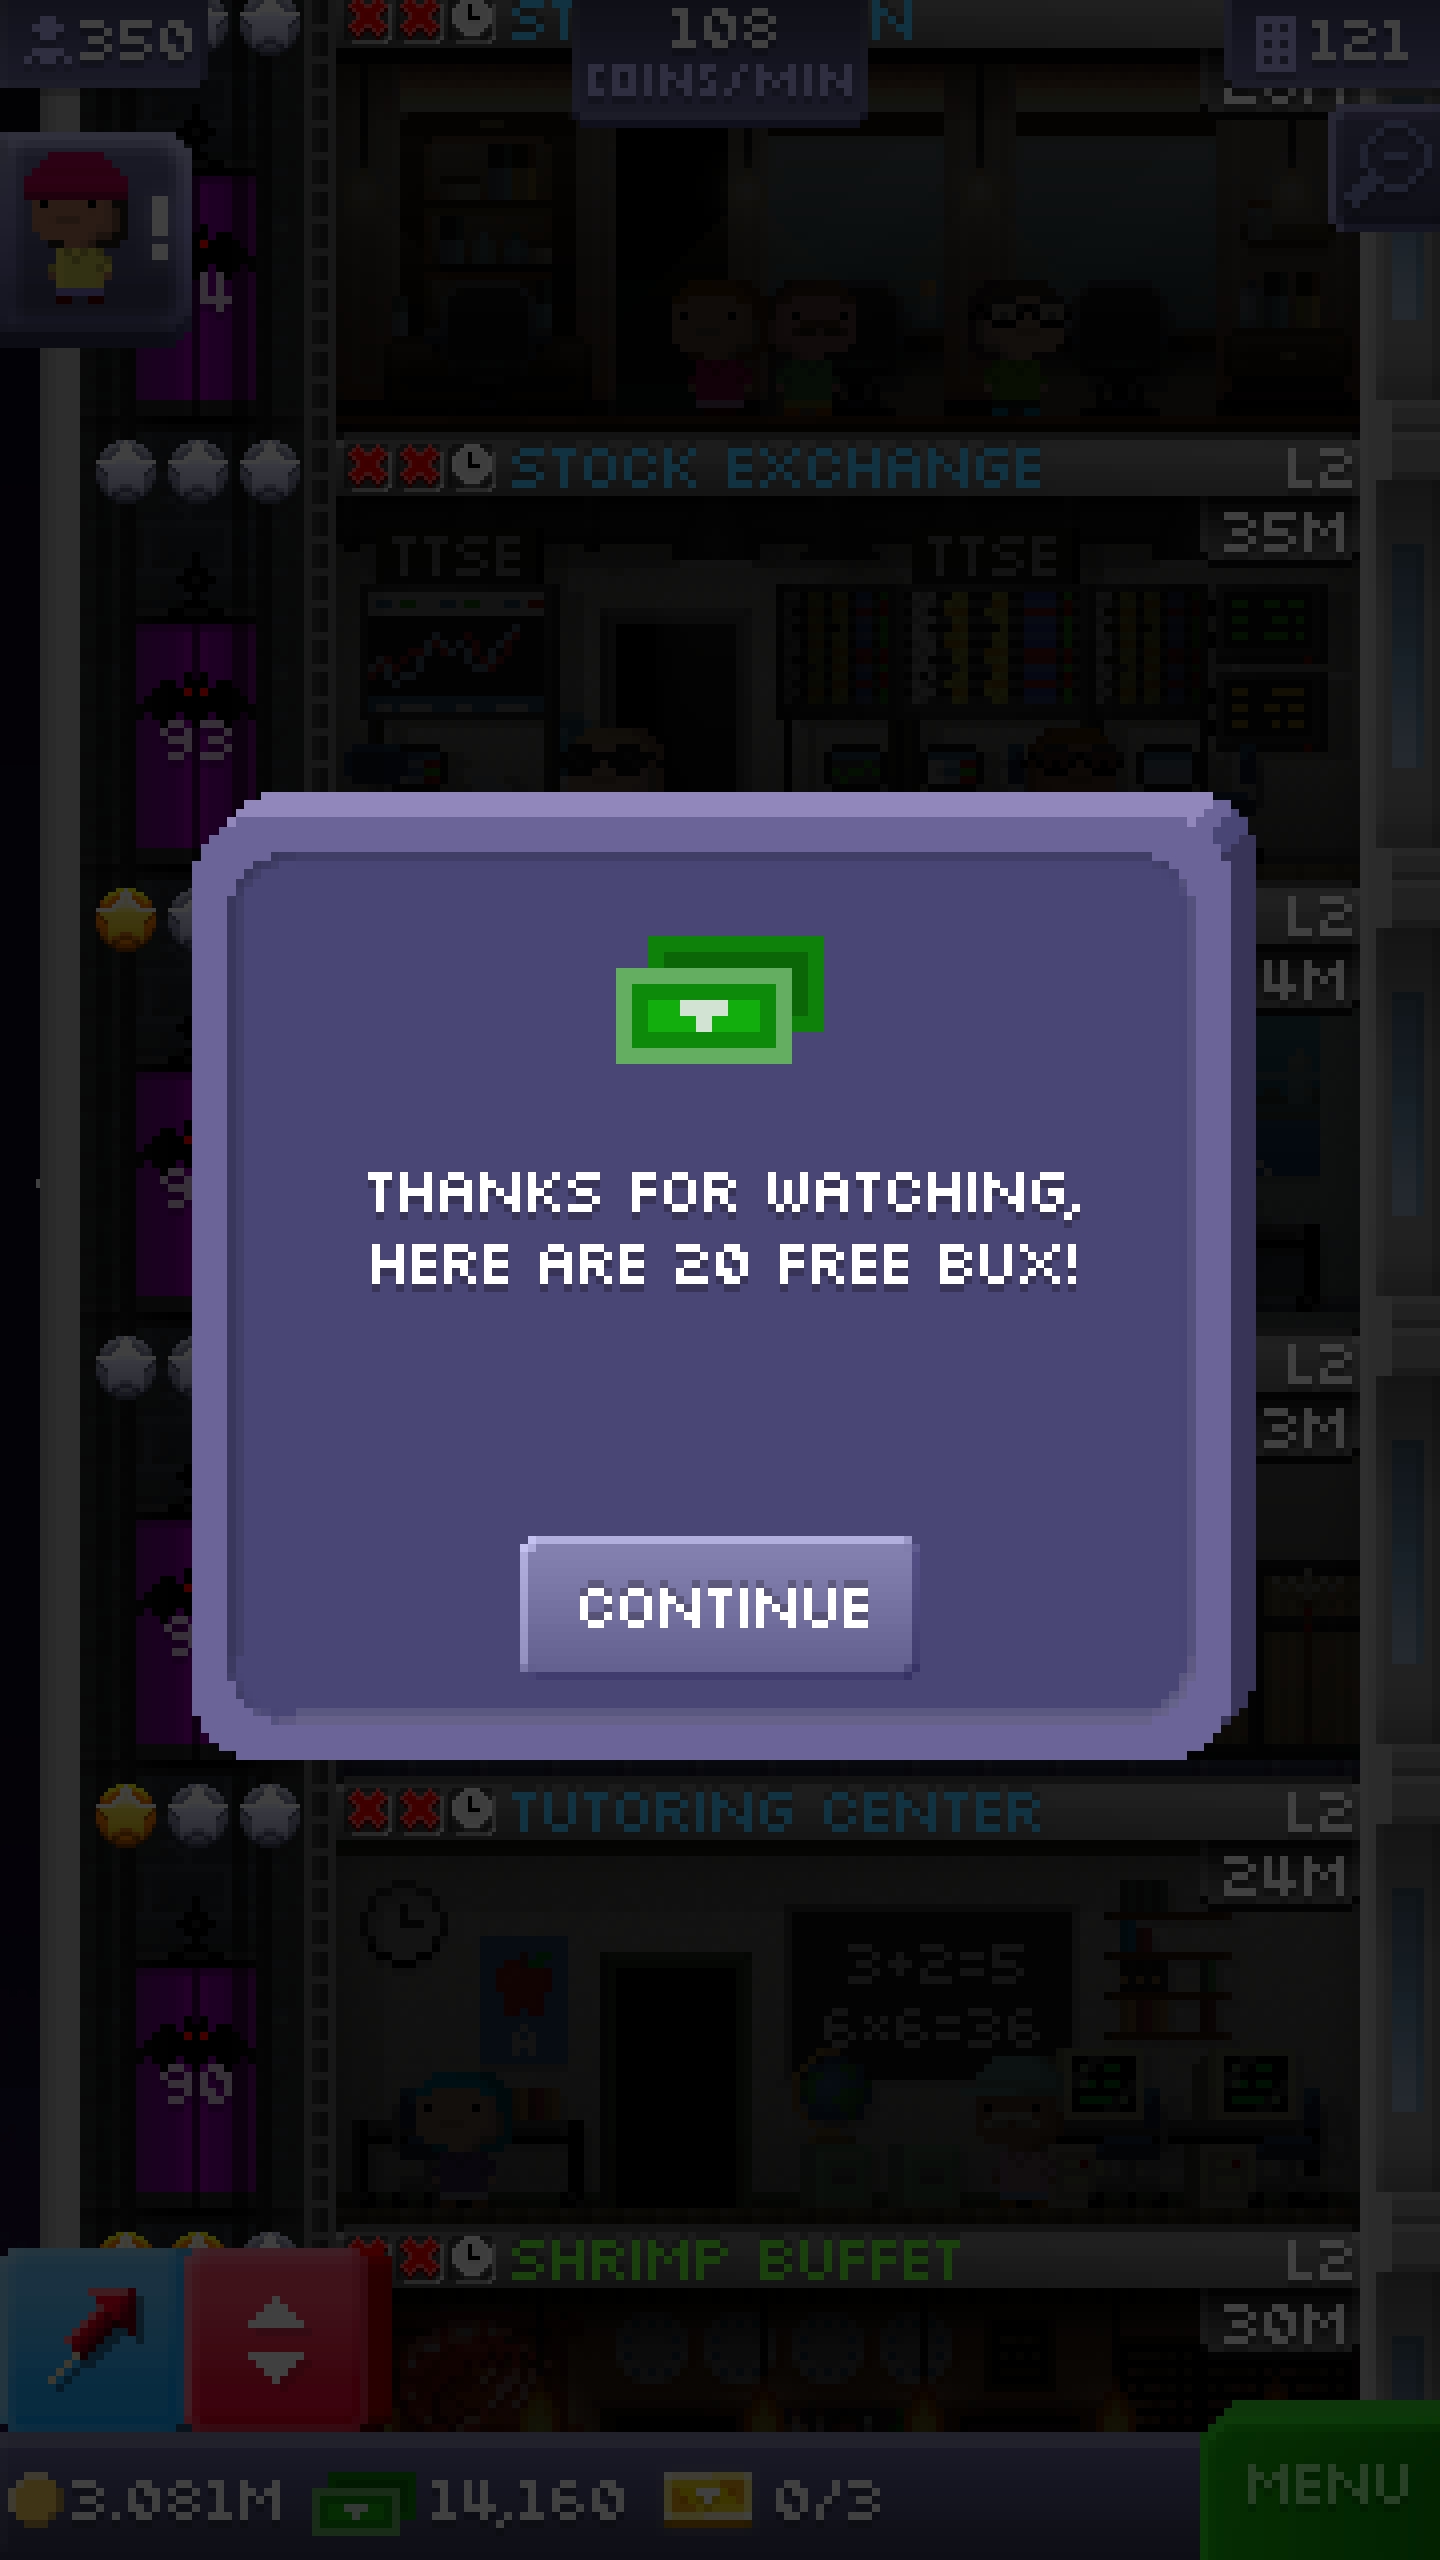 350
108
COINS/MIN
121
!
4
STOCK EXCHANGE
L2
35M
TTSE
TTSE
93
L2
4M
THANKS FOR WATCHING,
HERE ARE 20 FREE BUX!
L2
3M
CONTINUE
TUTORING CENTER
L2
24M
3+2=5
6×6=36
A
90
SHRIMP BUFFET
L2
30M
3.081M
14,160
0/3
MENU